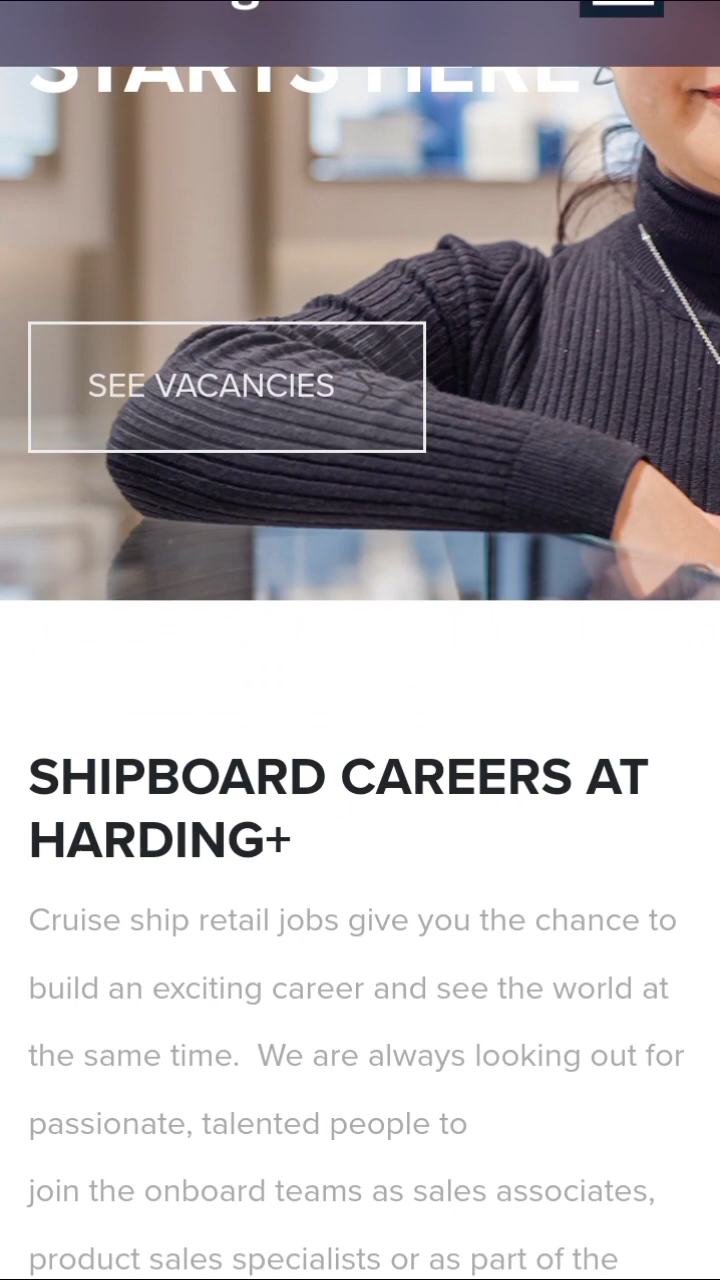 STARTS HERE
SEE VACANCIES
SHIPBOARD CAREERS AT
HARDING+
Cruise ship retail jobs give you the chance to
build an exciting career and see the world at
the same time.  We are always looking out for
passionate, talented people to
join the onboard teams as sales associates,
product sales specialists or as part of the